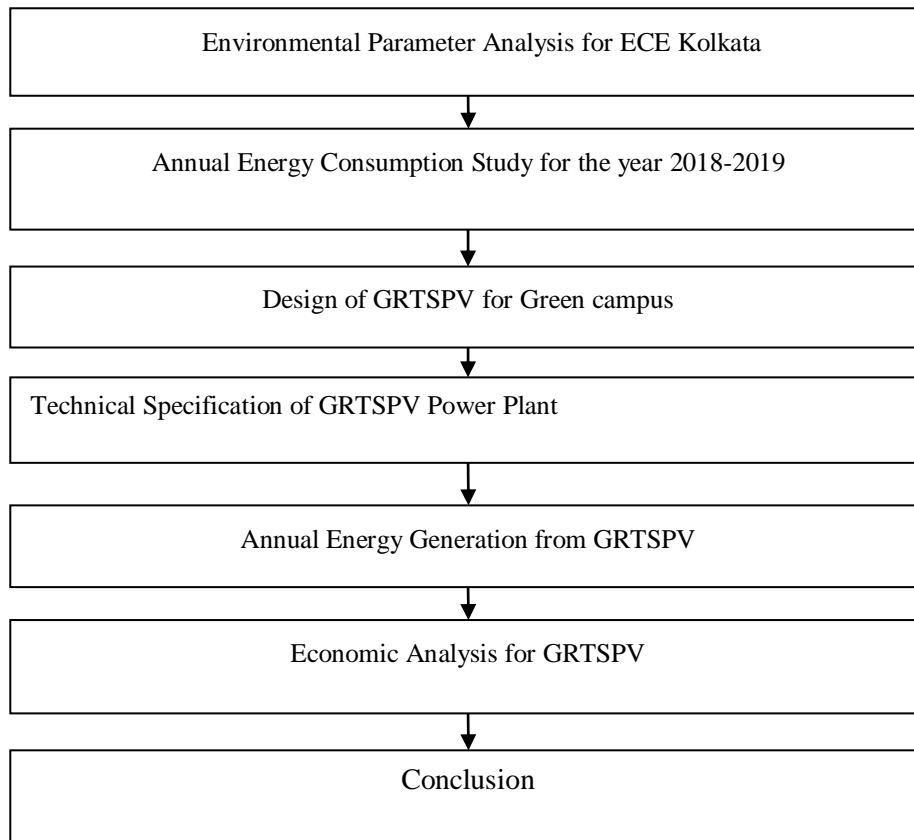 Environmental Parameter Analysis for ECE Kolkata
Annual Energy Consumption Study for the year 2018-2019
Design of GRTSPV for Green campus
Technical Specification of GRTSPV Power Plant
Annual Energy Generation from GRTSPV
Economic Analysis for GRTSPV
Conclusion